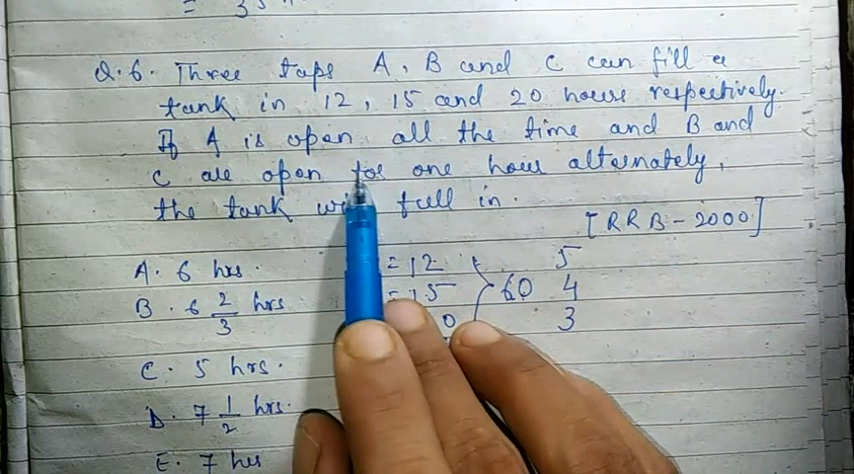 = 35
Q.6. Three taps A, B and C can fill a
tank in 12, 15 and 20 hours respectively.
If A is open all the time and B and
C are open for one hour alternately,
the tank will full in.
[RRB-2000]
A. 6 hrs.
= 12
5
B. 6 2/3 hrs
= 15
60
4
0
3
C. 5 hrs.
D. 7 1/2 hrs.
E. 7 hrs